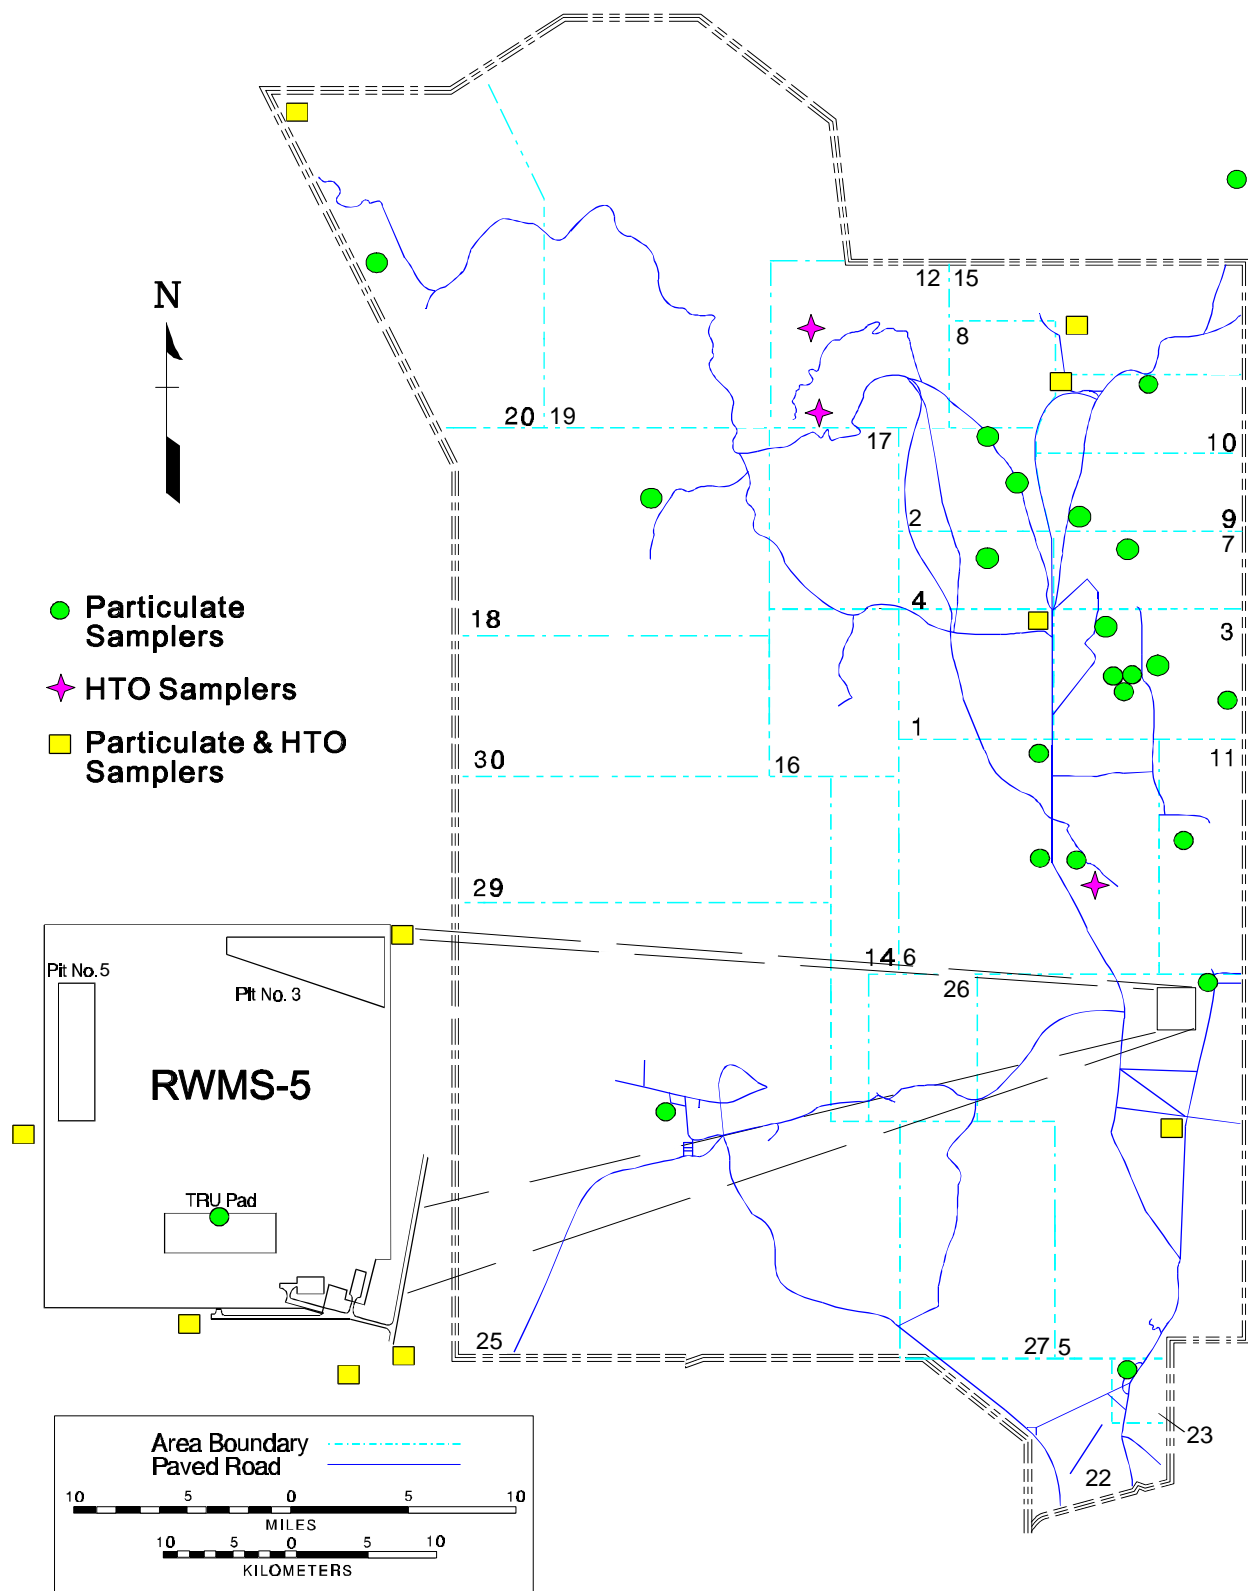 N
12 15
8
20 19
17
10
2
9
7
Particulate
Samplers
4
18
3
HTO Samplers
1
Particulate & HTO
Samplers
30
16
11
29
14 6
Pit No. 5
Pit No. 3
26
RWMS-5
TRU Pad
25
27 5
23
22
Area Boundary
Paved Road
10 5 0 5 10
MILES
10 5 0 5 10
KILOMETERS